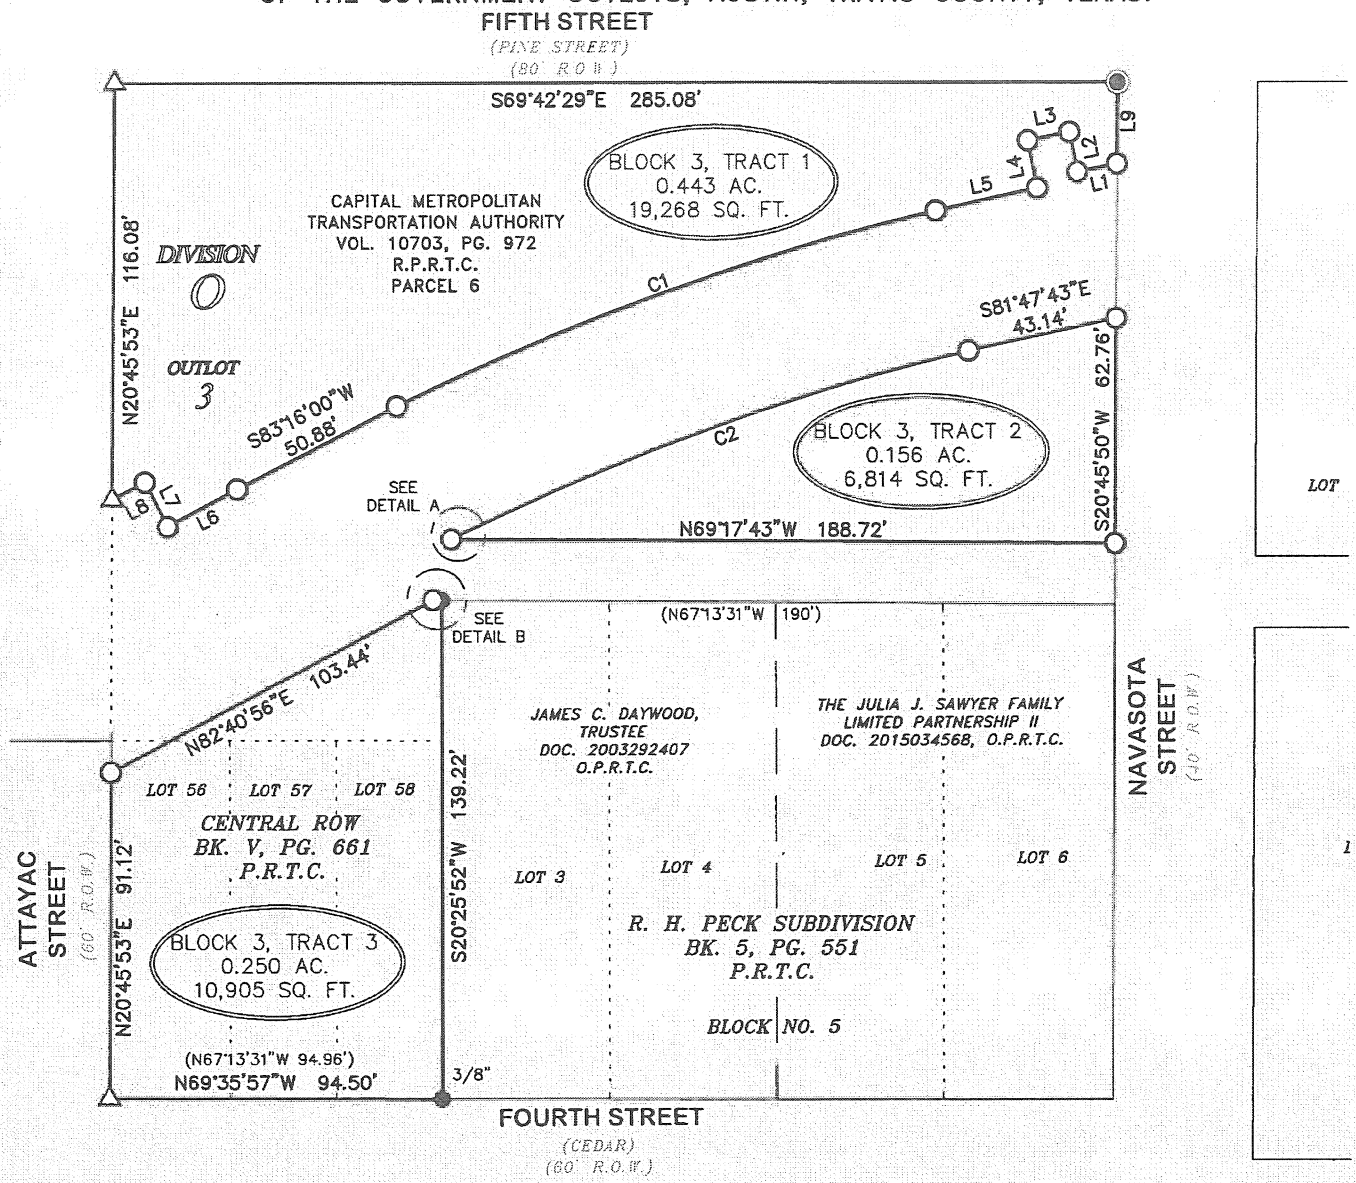 FIFTH STREET
(PINE STREET)
(80' ROW)
S69°42'29"E 285.08'
L3
L9
L2
L4
L1
L5
BLOCK 3, TRACT 1
0.443 AC.
19,268 SQ. FT.
CAPITAL METROPOLITAN
TRANSPORTATION AUTHORITY
VOL. 10703, PG. 972
R.P.R.T.C.
PARCEL 6
N20°45'53"E 116.08'
DIVISION
O
OUTLOT
3
C1
S81°47'43"E
43.14'
S83°16'00"W
50.88'
C2
BLOCK 3, TRACT 2
0.156 AC.
6,814 SQ. FT.
S20°45'50"W 62.76'
LOT
L8
L7
L6
SEE
DETAIL A
N69°17'43"W 188.72'
SEE
DETAIL B
(N67°13'31"W 190')
N82°40'56"E 103.44'
JAMES C. DAYWOOD,
TRUSTEE
DOC. 2003292407
O.P.R.T.C.
THE JULIA J. SAWYER FAMILY
LIMITED PARTNERSHIP II
DOC. 2015034568, O.P.R.T.C.
NAVASOTA
STREET
(40' R.O.W.)
LOT 56
LOT 57
LOT 58
CENTRAL ROW
BK. V, PG. 661
P.R.T.C.
S20°25'52"W 139.22'
ATTAYAC
STREET
(60' R.O.W.)
N20°45'53"E 91.12'
LOT 3
LOT 4
LOT 5
LOT 6
R. H. PECK SUBDIVISION
BK. 5, PG. 551
P.R.T.C.
BLOCK NO. 5
BLOCK 3, TRACT 3
0.250 AC.
10,905 SQ. FT.
(N67°13'31"W 94.96')
N69°35'57"W 94.50'
3/8"
FOURTH STREET
(CEDAR)
(60' R.O.W.)